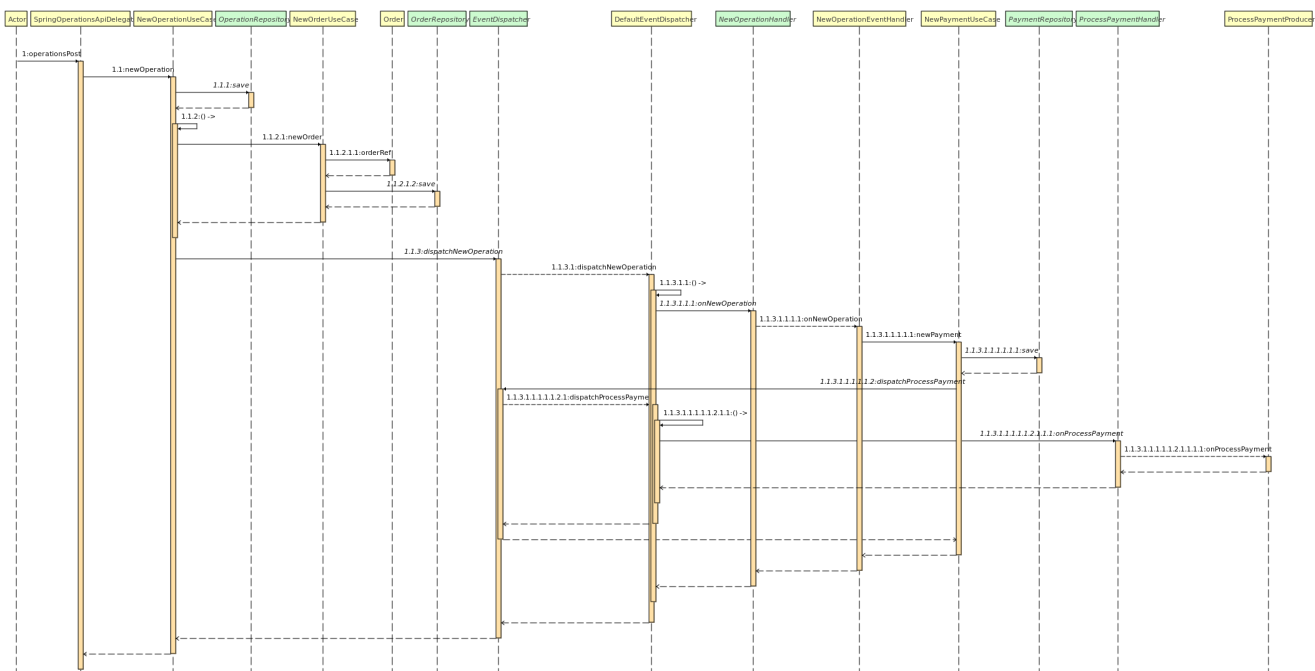 Actor
SpringOperationsApiDelegat
NewOperationUseCase
OperationRepository
NewOrderUseCase
Order
OrderRepository
EventDispatcher
DefaultEventDispatcher
NewOperationHandler
NewOperationEventHandler
NewPaymentUseCase
PaymentRepository
ProcessPaymentHandler
ProcessPaymentProducer
1:operationsPost
1.1:newOperation
1.1.1:save
1.1.2:() ->
1.1.2.1:newOrder
1.1.2.1.1:orderRef
1.1.2.1.2:save
1.1.3:dispatchNewOperation
1.1.3.1:dispatchNewOperation
1.1.3.1.1:() ->
1.1.3.1.1.1:onNewOperation
1.1.3.1.1.1.1:onNewOperation
1.1.3.1.1.1.1.1:newPayment
1.1.3.1.1.1.1.1.1:save
1.1.3.1.1.1.1.1.2:dispatchProcessPayment
1.1.3.1.1.1.1.1.2.1:dispatchProcessPayme
1.1.3.1.1.1.1.1.2.1.1:() ->
1.1.3.1.1.1.1.1.2.1.1.1:onProcessPayment
1.1.3.1.1.1.1.1.2.1.1.1.1:onProcessPayment